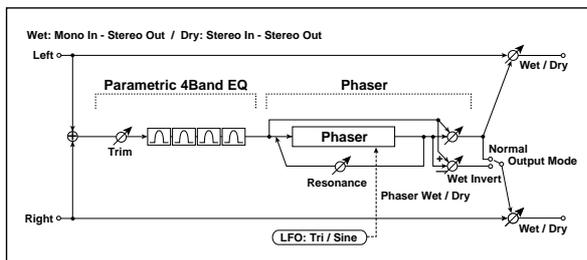 Wet: Mono In - Stereo Out / Dry: Stereo In - Stereo Out
Left
Wet / Dry
Parametric 4Band EQ
Phaser
Phaser
Trim
Normal
Output Mode
Resonance
Wet Invert
+
−
Phaser Wet / Dry
Right
Wet / Dry
LFO: Tri / Sine